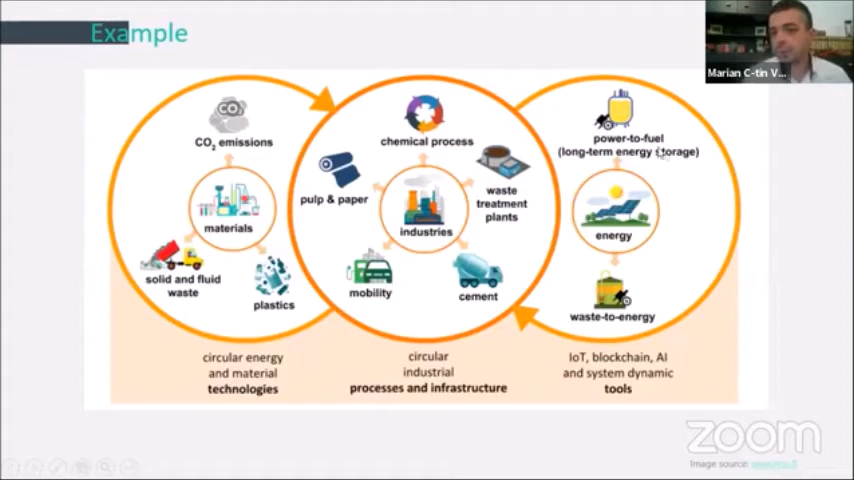 Example
Marian C-tin V...
CO
CO2 emissions
materials
solid and fluid
waste
plastics
chemical process
pulp & paper
industries
waste
treatment
plants
mobility
cement
power-to-fuel
(long-term energy storage)
energy
waste-to-energy
circular energy
and material
technologies
circular
industrial
processes and infrastructure
IoT, blockchain, AI
and system dynamic
tools
zoom
Image source: